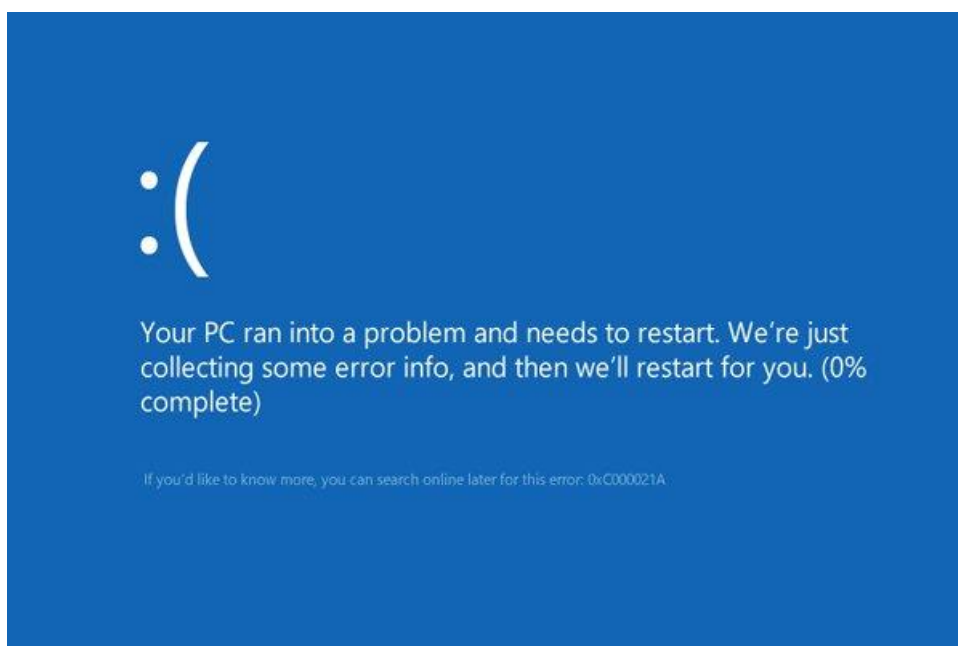 :(
Your PC ran into a problem and needs to restart. We're just
collecting some error info, and then we'll restart for you. (0%
complete)
If you'd like to know more, you can search online later for this error: 0xC000021A